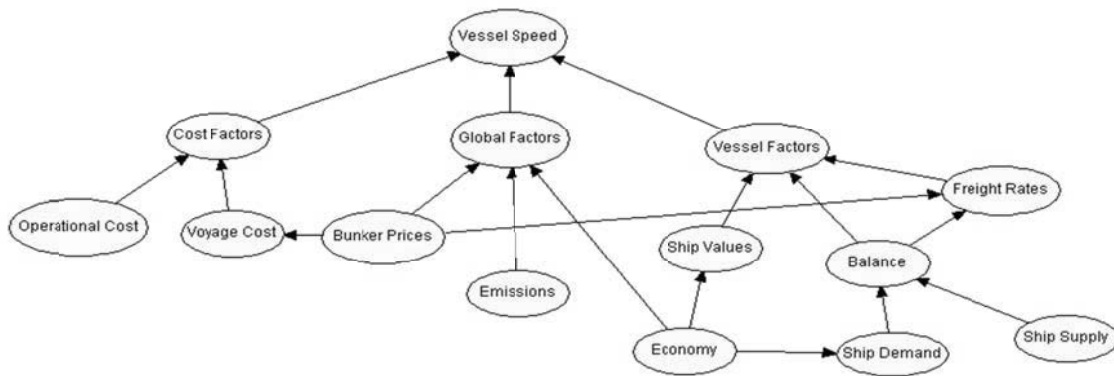 Vessel Speed
Cost Factors
Global Factors
Vessel Factors
Freight Rates
Operational Cost
Voyage Cost
Bunker Prices
Ship Values
Balance
Emissions
Economy
Ship Demand
Ship Supply